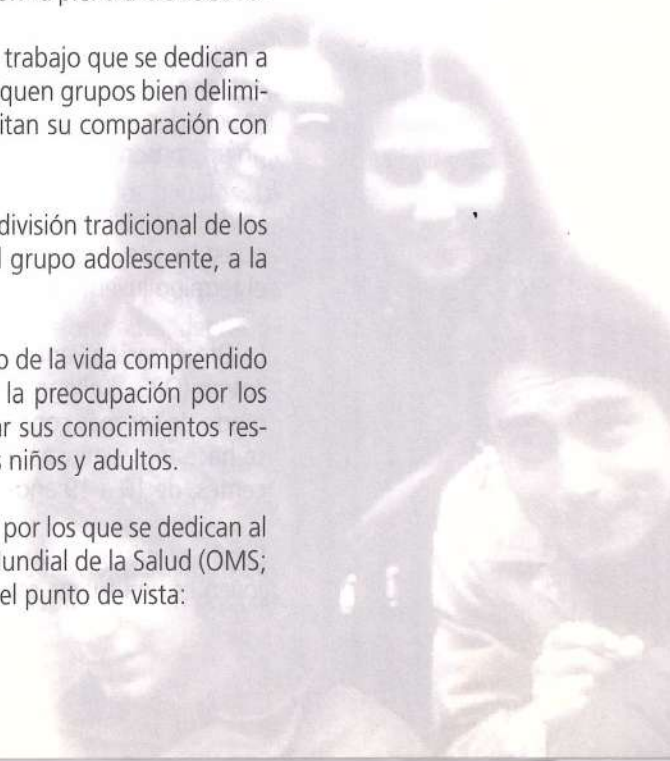 trabajo que se dedican a
quen grupos bien delimi-
itan su comparación con
división tradicional de los
grupo adolescente, a la
o de la vida comprendido
la preocupación por los
ar sus conocimientos res-
niños y adultos.
por los que se dedican al
Mundial de la Salud (OMS;
el punto de vista: